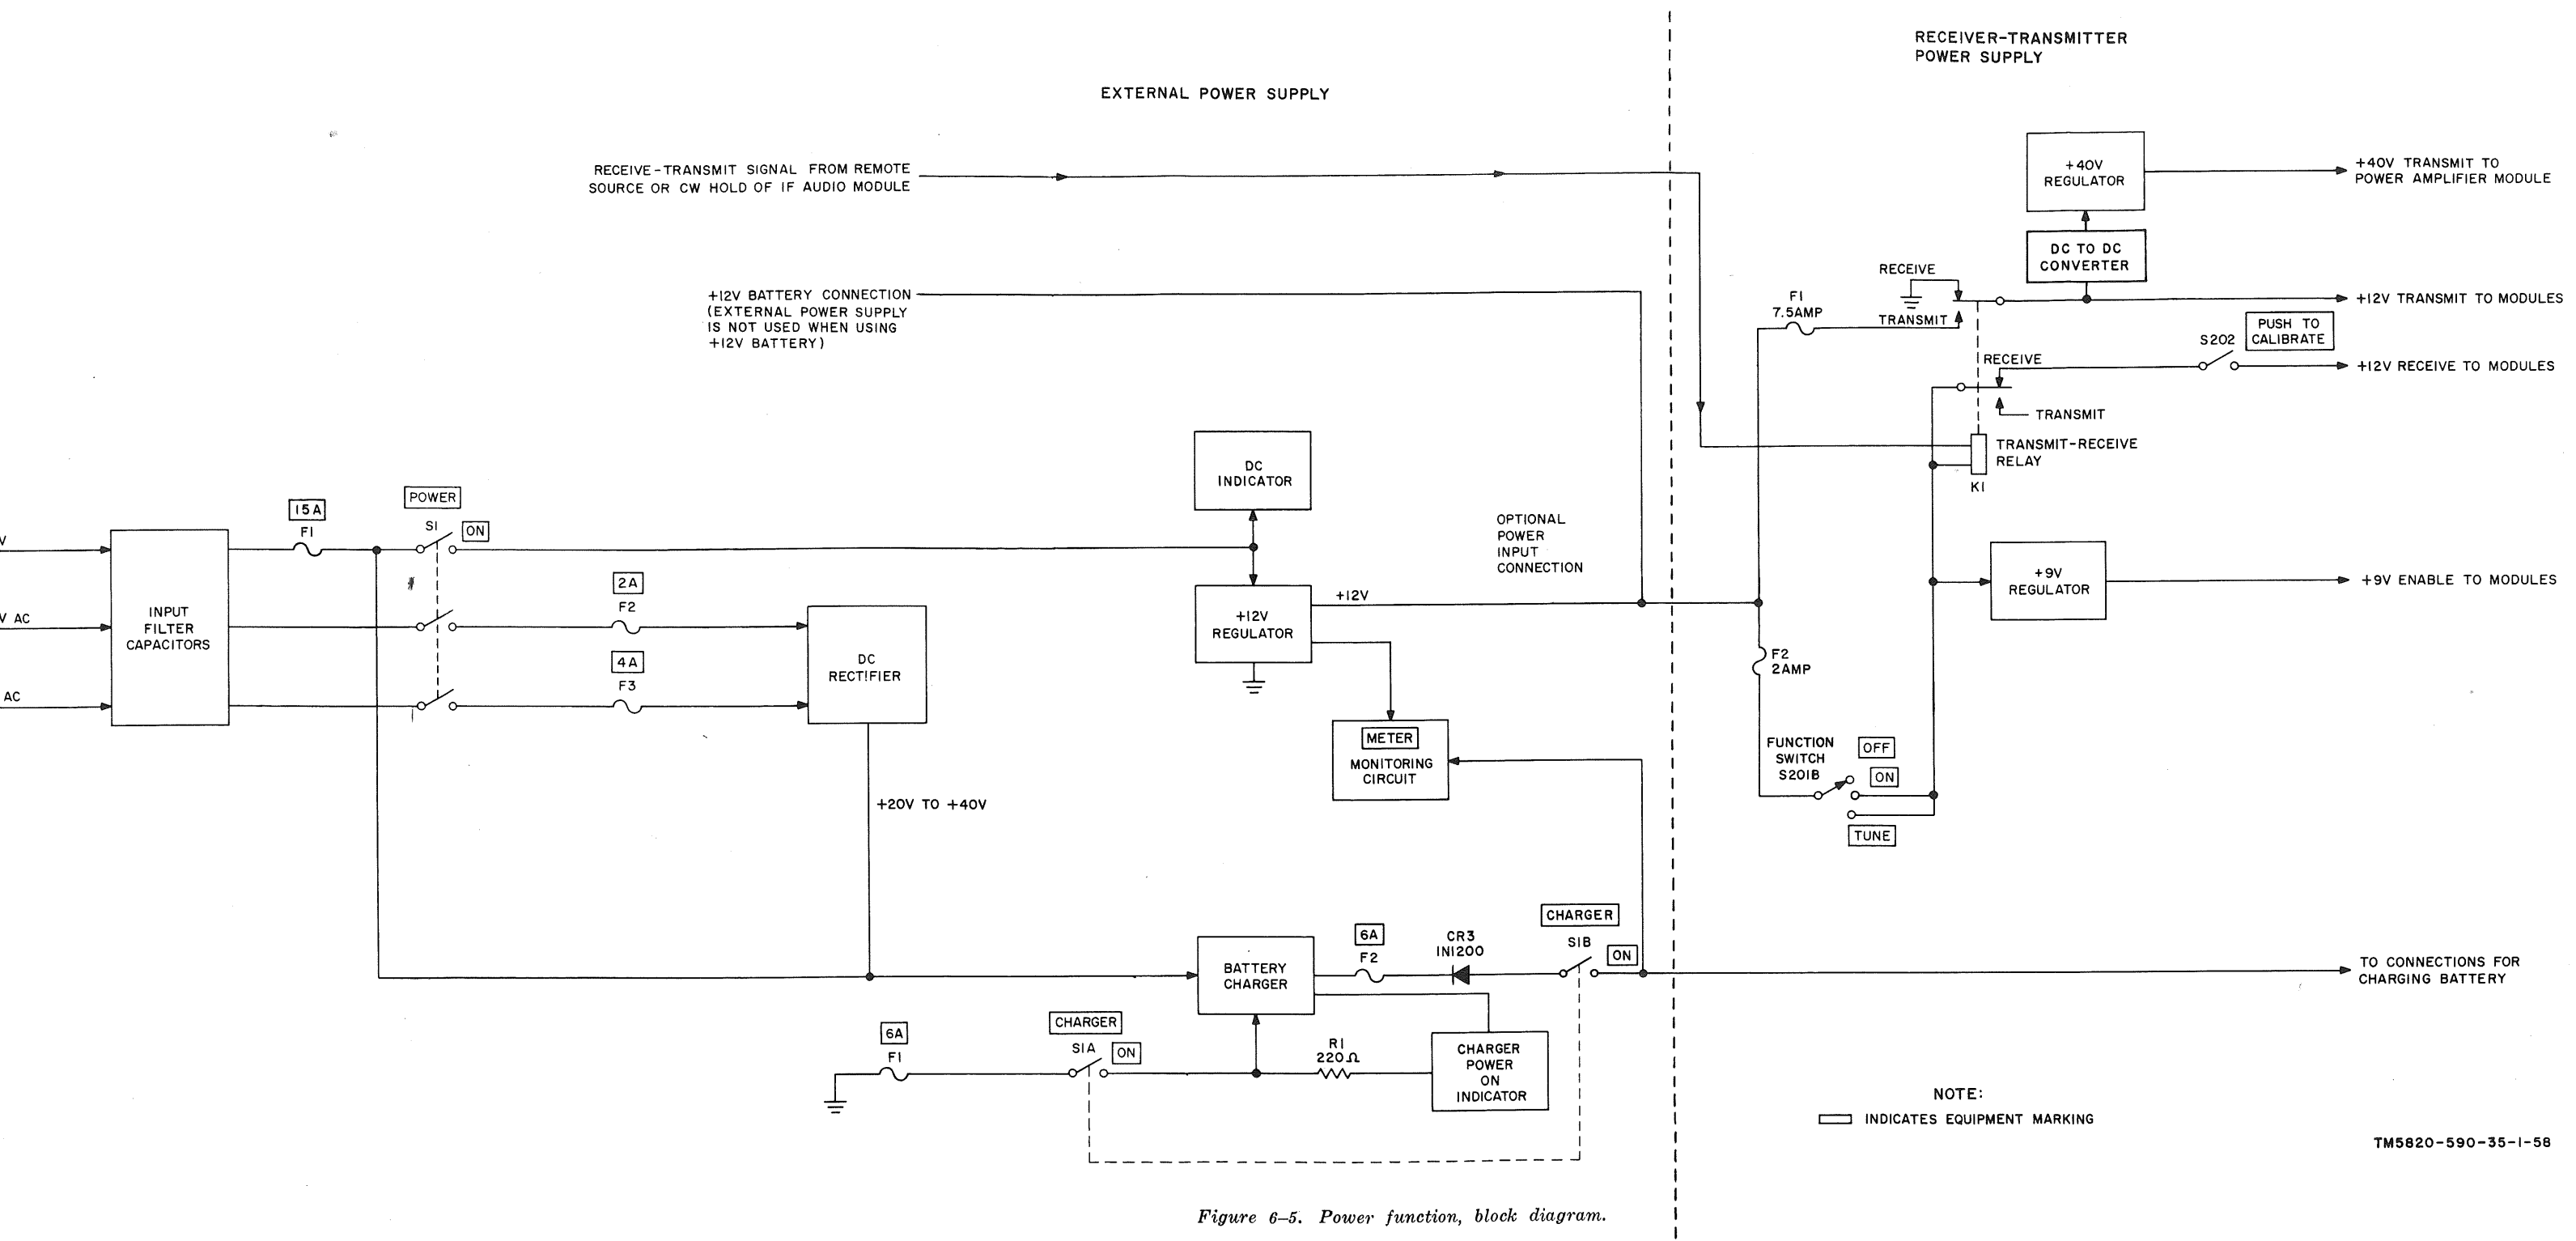 RECEIVER-TRANSMITTER
POWER SUPPLY
EXTERNAL POWER SUPPLY
RECEIVE-TRANSMIT SIGNAL FROM REMOTE
SOURCE OR CW HOLD OF IF AUDIO MODULE
+40V
REGULATOR
+40V TRANSMIT TO
POWER AMPLIFIER MODULE
DC TO DC
CONVERTER
+12V BATTERY CONNECTION
(EXTERNAL POWER SUPPLY
IS NOT USED WHEN USING
+12V BATTERY)
RECEIVE
F1
7.5AMP
TRANSMIT
+12V TRANSMIT TO MODULES
PUSH TO
CALIBRATE
S202
RECEIVE
+12V RECEIVE TO MODULES
TRANSMIT
TRANSMIT-RECEIVE
RELAY
K1
DC
INDICATOR
15A
F1
POWER
S1
ON
V
OPTIONAL
POWER
INPUT
CONNECTION
2A
F2
V AC
INPUT
FILTER
CAPACITORS
+12V
REGULATOR
+12V
+9V
REGULATOR
+9V ENABLE TO MODULES
4A
F3
AC
DC
RECTIFIER
F2
2AMP
METER
MONITORING
CIRCUIT
FUNCTION
SWITCH
S201B
OFF
ON
TUNE
+20V TO +40V
BATTERY
CHARGER
6A
F2
CR3
1N1200
CHARGER
S1B
ON
TO CONNECTIONS FOR
CHARGING BATTERY
6A
F1
CHARGER
S1A
ON
R1
220Ω
CHARGER
POWER
ON
INDICATOR
NOTE:
INDICATES EQUIPMENT MARKING
TM5820-590-35-1-58
Figure 6–5. Power function, block diagram.